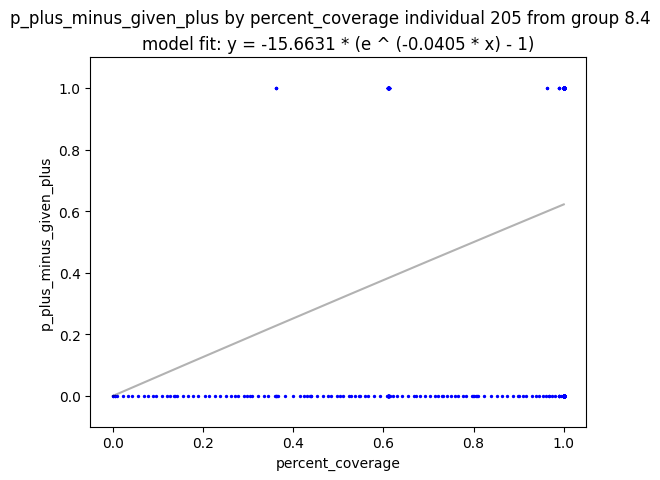 p_plus_minus_given_plus by percent_coverage individual 205 from group 8.4
model fit: y = -15.6631 * (e ^ (-0.0405 * x) - 1)
1.0
0.8
0.6
0.4
0.2
0.0
p_plus_minus_given_plus
0.0 0.2 0.4 0.6 0.8 1.0
percent_coverage